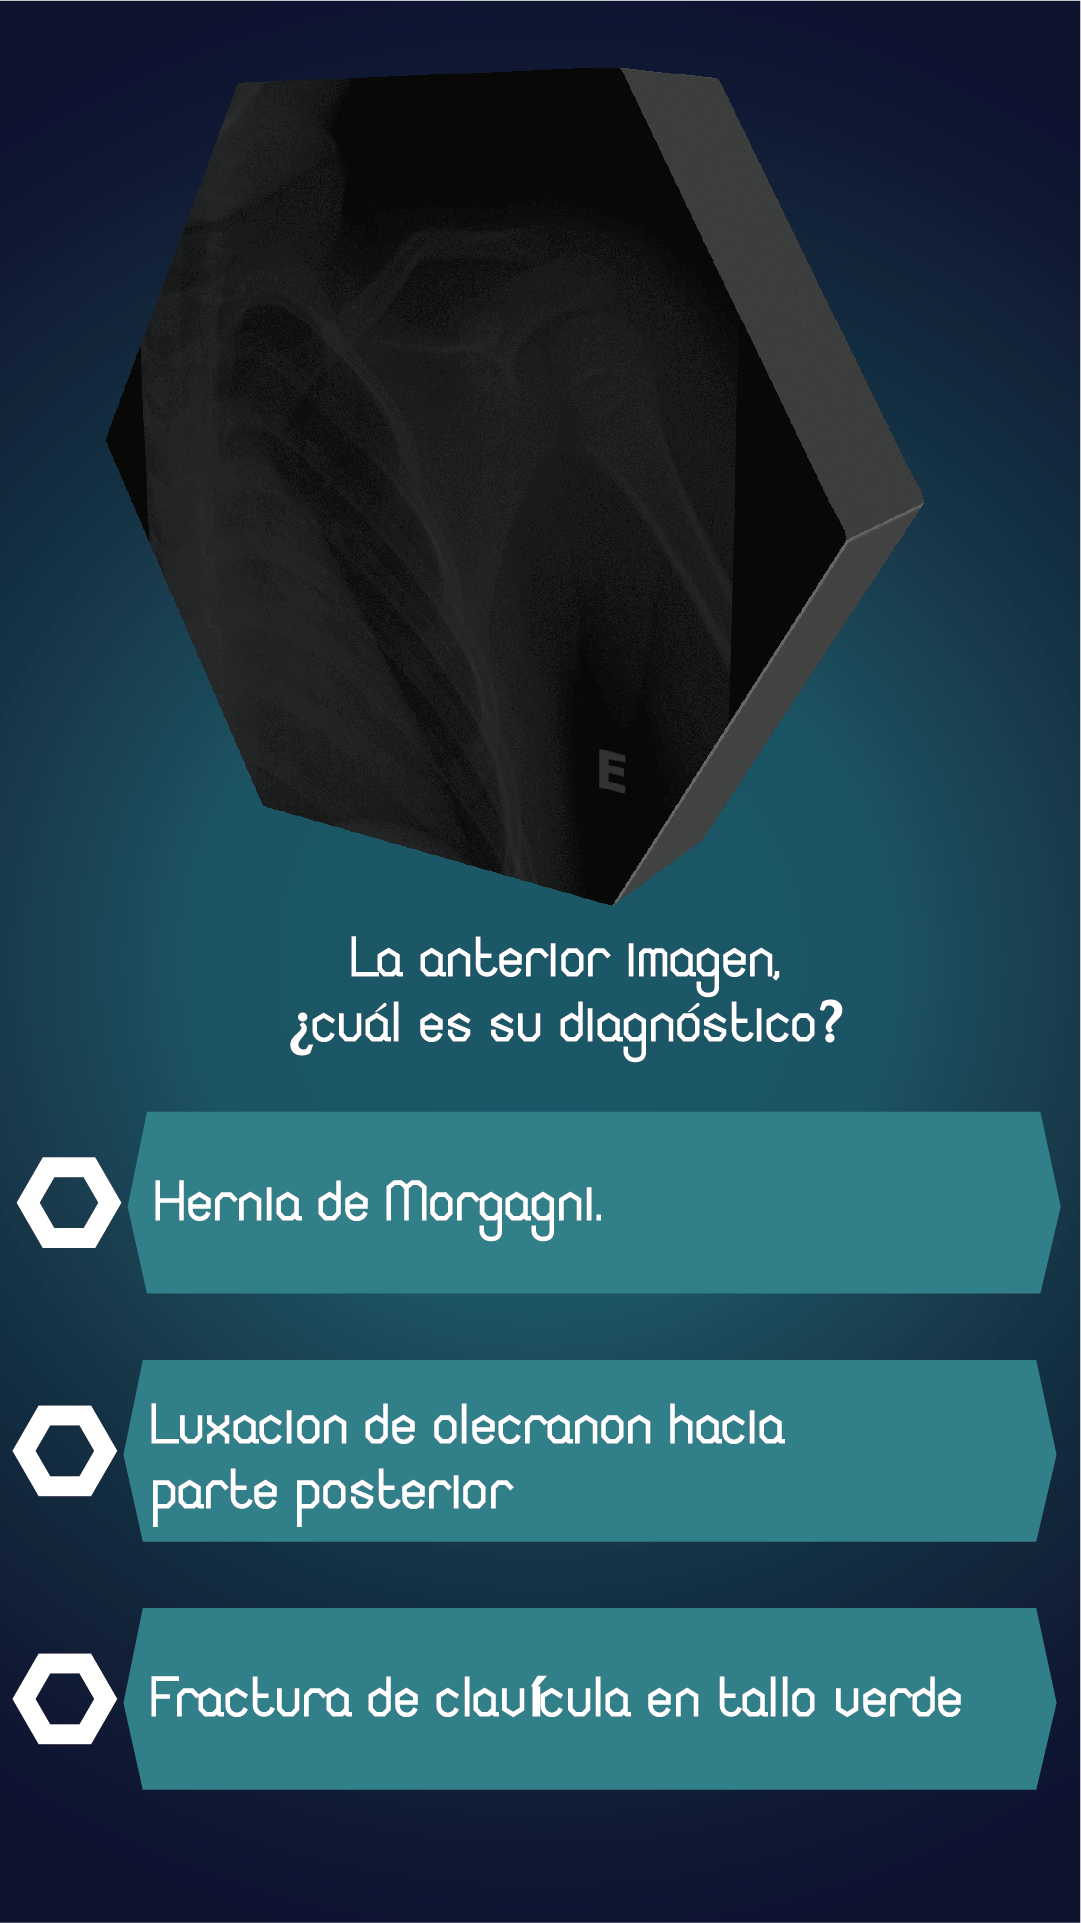 E
La anterior imagen,
¿cuál es su diagnóstico?
Hernia de Morgagni.
Luxacion de olecranon hacia
parte posterior
Fractura de clavícula en tallo verde